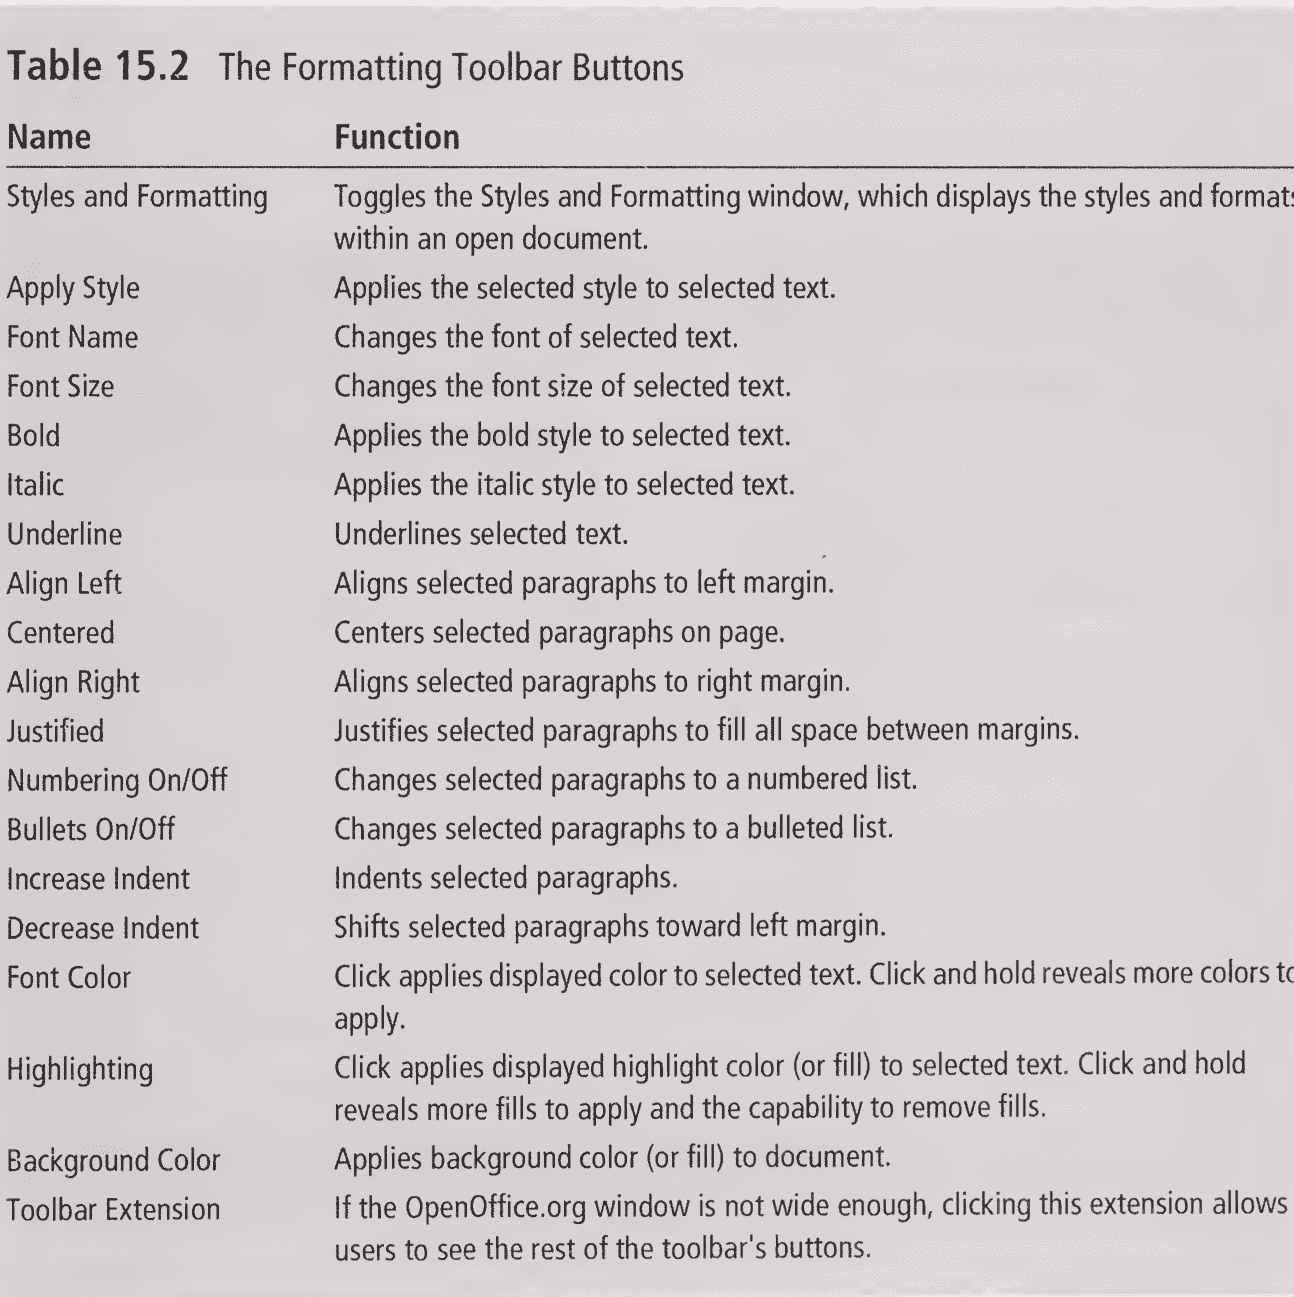 Table 15.2 The Formatting Toolbar Buttons
Name Function
Styles and Formatting Toggles the Styles and Formatting window, which displays the styles and formats
within an open document.
Apply Style Applies the selected style to selected text.
Font Name Changes the font of selected text.
Font Size Changes the font size of selected text.
Bold Applies the bold style to selected text.
Italic Applies the italic style to selected text.
Underline Underlines selected text.
Align Left Aligns selected paragraphs to left margin.
Centered Centers selected paragraphs on page.
Align Right Aligns selected paragraphs to right margin.
Justified Justifies selected paragraphs to fill all space between margins.
Numbering On/Off Changes selected paragraphs to a numbered list.
Bullets On/Off Changes selected paragraphs to a bulleted list.
Increase Indent Indents selected paragraphs.
Decrease Indent Shifts selected paragraphs toward left margin.
Font Color Click applies displayed color to selected text. Click and hold reveals more colors to
apply.
Highlighting Click applies displayed highlight color (or fill) to selected text. Click and hold
reveals more fills to apply and the capability to remove fills.
Background Color Applies background color (or fill) to document.
Toolbar Extension If the OpenOffice.org window is not wide enough, clicking this extension allows
users to see the rest of the toolbar's buttons.